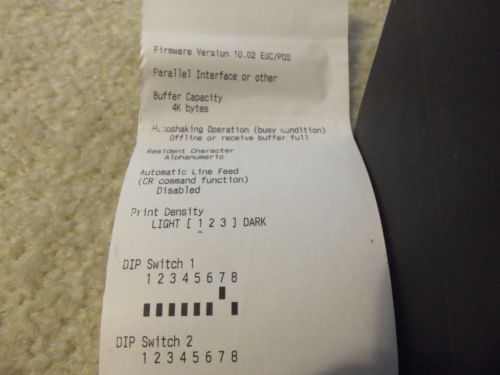 Firmware Version 10.02 ESC/POS
Parallel Interface or other
Buffer Capacity
4K bytes
Handshaking Operation (busy condition)
Offline or receive buffer full
Resident Character
Alphanumeric
Automatic Line Feed
(CR command function)
Disabled
Print Density
LIGHT [ 1 2 3 ] DARK
^
DIP Switch 1
1 2 3 4 5 6 7 8
DIP Switch 2
1 2 3 4 5 6 7 8